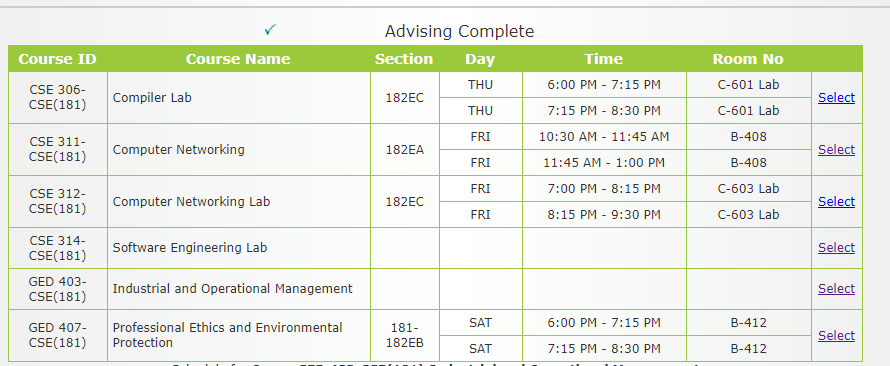 Advising Complete
Course ID Course Name Section Day Time Room No
CSE 306-
CSE(181) Compiler Lab 182EC THU 6:00 PM - 7:15 PM C-601 Lab Select
THU 7:15 PM - 8:30 PM C-601 Lab
CSE 311-
CSE(181) Computer Networking 182EA FRI 10:30 AM - 11:45 AM B-408 Select
FRI 11:45 AM - 1:00 PM B-408
CSE 312-
CSE(181) Computer Networking Lab 182EC FRI 7:00 PM - 8:15 PM C-603 Lab Select
FRI 8:15 PM - 9:30 PM C-603 Lab
CSE 314-
CSE(181) Software Engineering Lab Select
GED 403-
CSE(181) Industrial and Operational Management Select
GED 407-
CSE(181) Professional Ethics and Environmental
Protection 181-
182EB SAT 6:00 PM - 7:15 PM B-412 Select
SAT 7:15 PM - 8:30 PM B-412